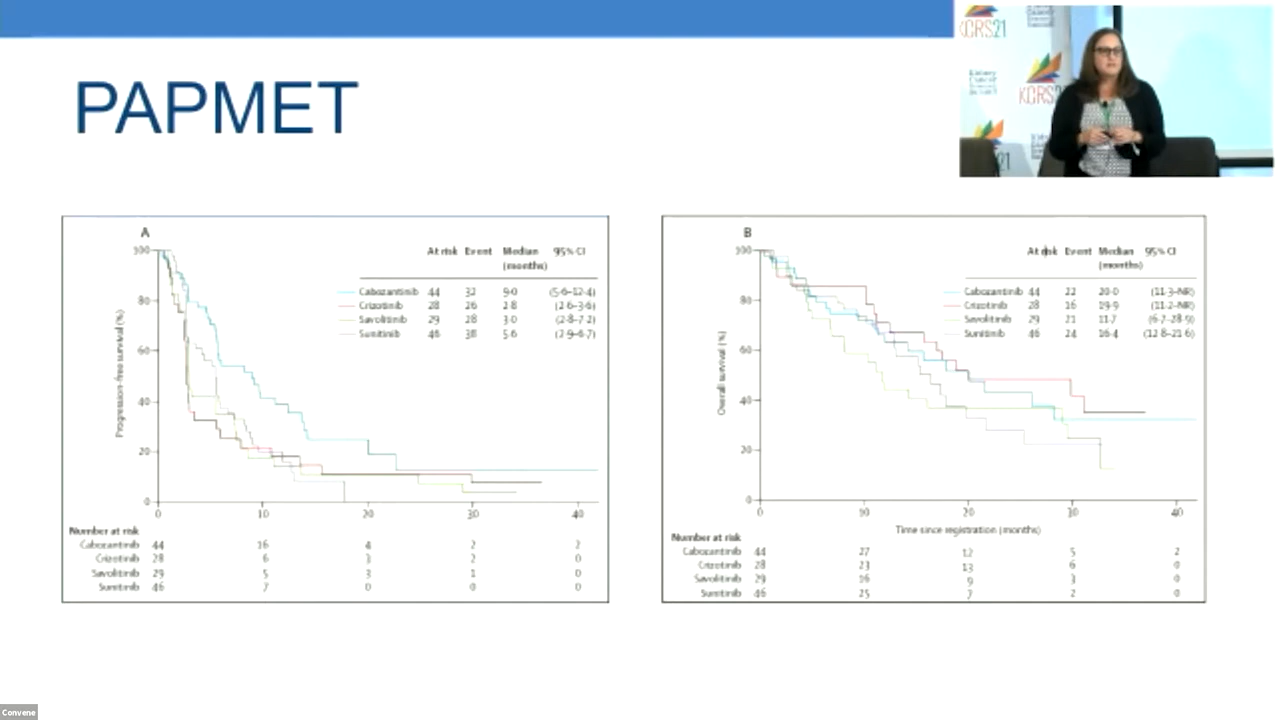 PAPMET
KCRS21
KCRS2
21
A
At risk Event Median 95% CI
(months)
Cabozantinib 44 32 9·0 (5·6–12·4)
Crizotinib 28 26 2·8 (2·6–3·6)
Savolitinib 29 28 3·0 (2·8–7·2)
Sunitinib 46 38 5·6 (2·9–6·7)
Progression-free survival (%)
100
80
60
40
20
0
0 10 20 30 40
Number at risk
Cabozantinib 44 16 4 2 2
Crizotinib 28 6 3 2 0
Savolitinib 29 5 3 1 0
Sunitinib 46 7 0 0 0
B
At risk Event Median 95% CI
(months)
Cabozantinib 44 22 20·0 (11·3–NR)
Crizotinib 28 16 19·9 (11·2–NR)
Savolitinib 29 21 11·7 (6·7–28·9)
Sunitinib 46 24 16·4 (12·8–21·6)
Overall survival (%)
100
80
60
40
20
0
0 10 20 30 40
Time since registration (months)
Number at risk
Cabozantinib 44 27 12 5 2
Crizotinib 28 23 13 6 0
Savolitinib 29 16 9 3 0
Sunitinib 46 25 7 2 0
Convene